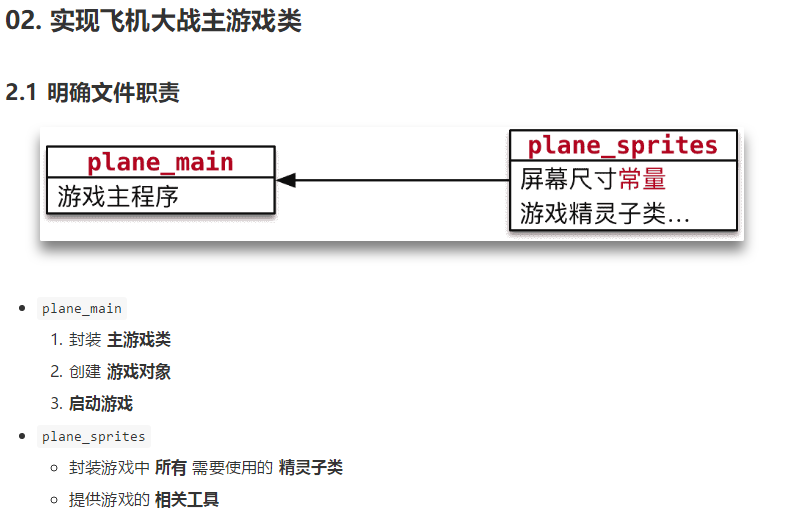 02. 实现飞机大战主游戏类
2.1 明确文件职责
plane_main
游戏主程序
plane_sprites
屏幕尺寸常量
游戏精灵子类...
• plane_main
1. 封装 主游戏类
2. 创建 游戏对象
3. 启动游戏
• plane_sprites
○ 封装游戏中 所有 需要使用的 精灵子类
○ 提供游戏的 相关工具